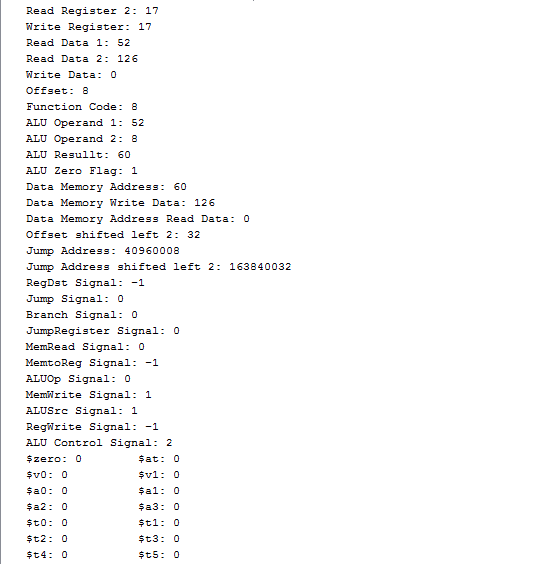 Read Register 2: 17
Write Register: 17
Read Data 1: 52
Read Data 2: 126
Write Data: 0
Offset: 8
Function Code: 8
ALU Operand 1: 52
ALU Operand 2: 8
ALU Resullt: 60
ALU Zero Flag: 1
Data Memory Address: 60
Data Memory Write Data: 126
Data Memory Address Read Data: 0
Offset shifted left 2: 32
Jump Address: 40960008
Jump Address shifted left 2: 163840032
RegDst Signal: -1
Jump Signal: 0
Branch Signal: 0
JumpRegister Signal: 0
MemRead Signal: 0
MemtoReg Signal: -1
ALUOp Signal: 0
MemWrite Signal: 1
ALUSrc Signal: 1
RegWrite Signal: -1
ALU Control Signal: 2
$zero: 0 $at: 0
$v0: 0 $v1: 0
$a0: 0 $a1: 0
$a2: 0 $a3: 0
$t0: 0 $t1: 0
$t2: 0 $t3: 0
$t4: 0 $t5: 0